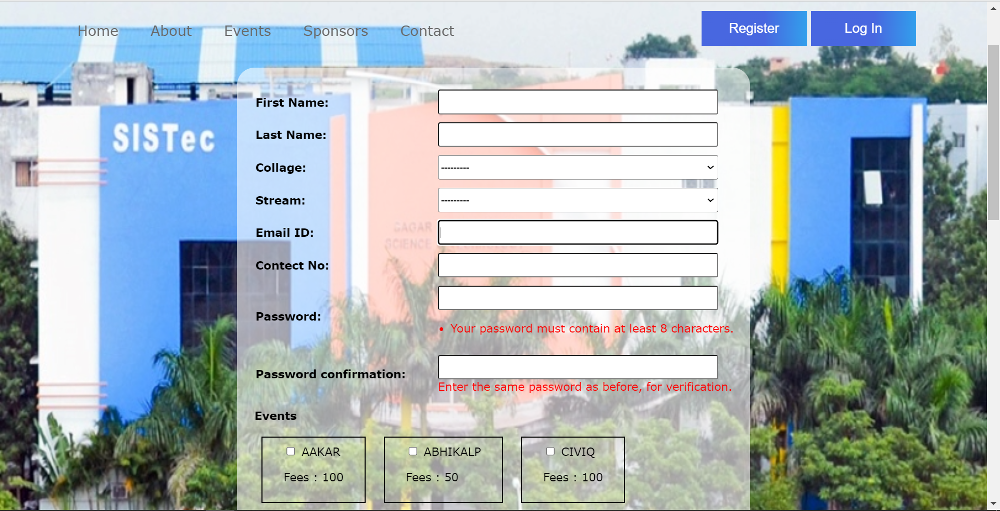 Home About Events Sponsors Contact Register Log In
SISTec
First Name:
Last Name:
Collage:
---------
Stream:
---------
SAGAR
SCIENCE
Email ID:
Contect No:
Password:
• Your password must contain at least 8 characters.
Password confirmation:
Enter the same password as before, for verification.
Events
AAKAR
Fees : 100
ABHIKALP
Fees : 50
CIVIQ
Fees : 100